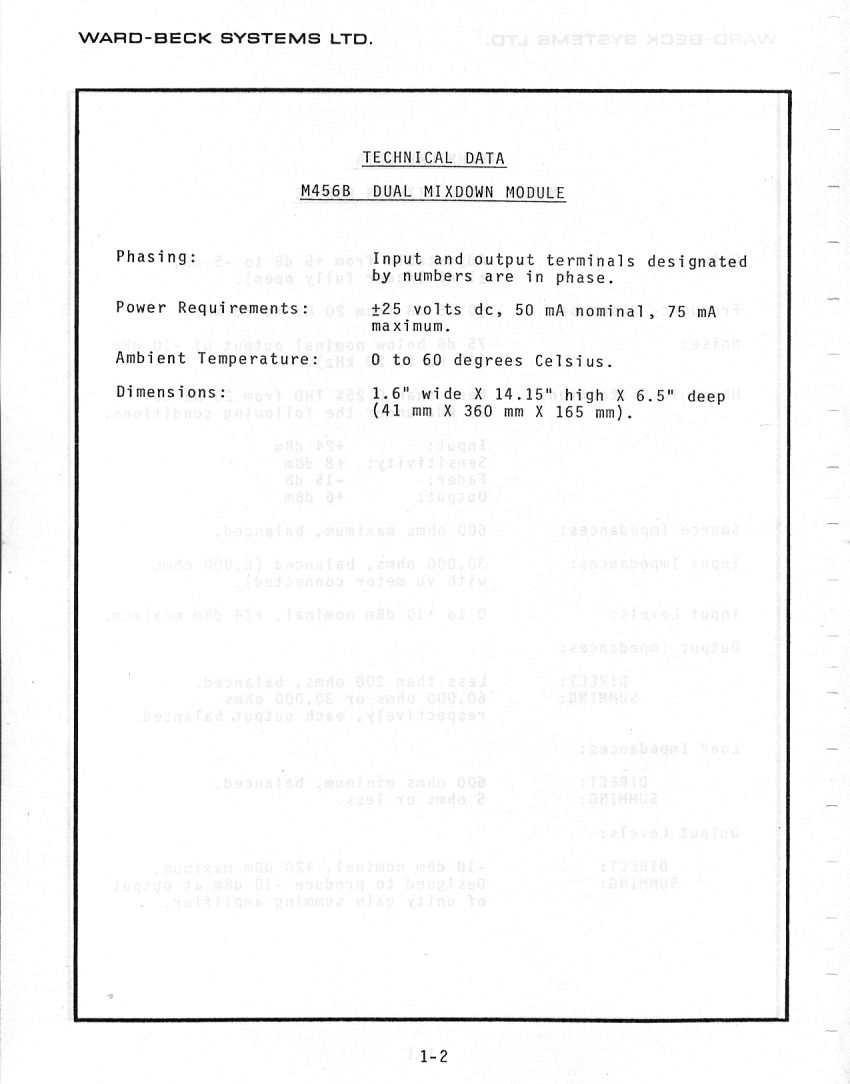 WARD-BECK SYSTEMS LTD.
TECHNICAL DATA
M456B DUAL MIXDOWN MODULE
Phasing: Input and output terminals designated
by numbers are in phase.
Power Requirements: ±25 volts dc, 50 mA nominal, 75 mA
maximum.
Ambient Temperature: 0 to 60 degrees Celsius.
Dimensions: 1.6" wide X 14.15" high X 6.5" deep
(41 mm X 360 mm X 165 mm).
1-2